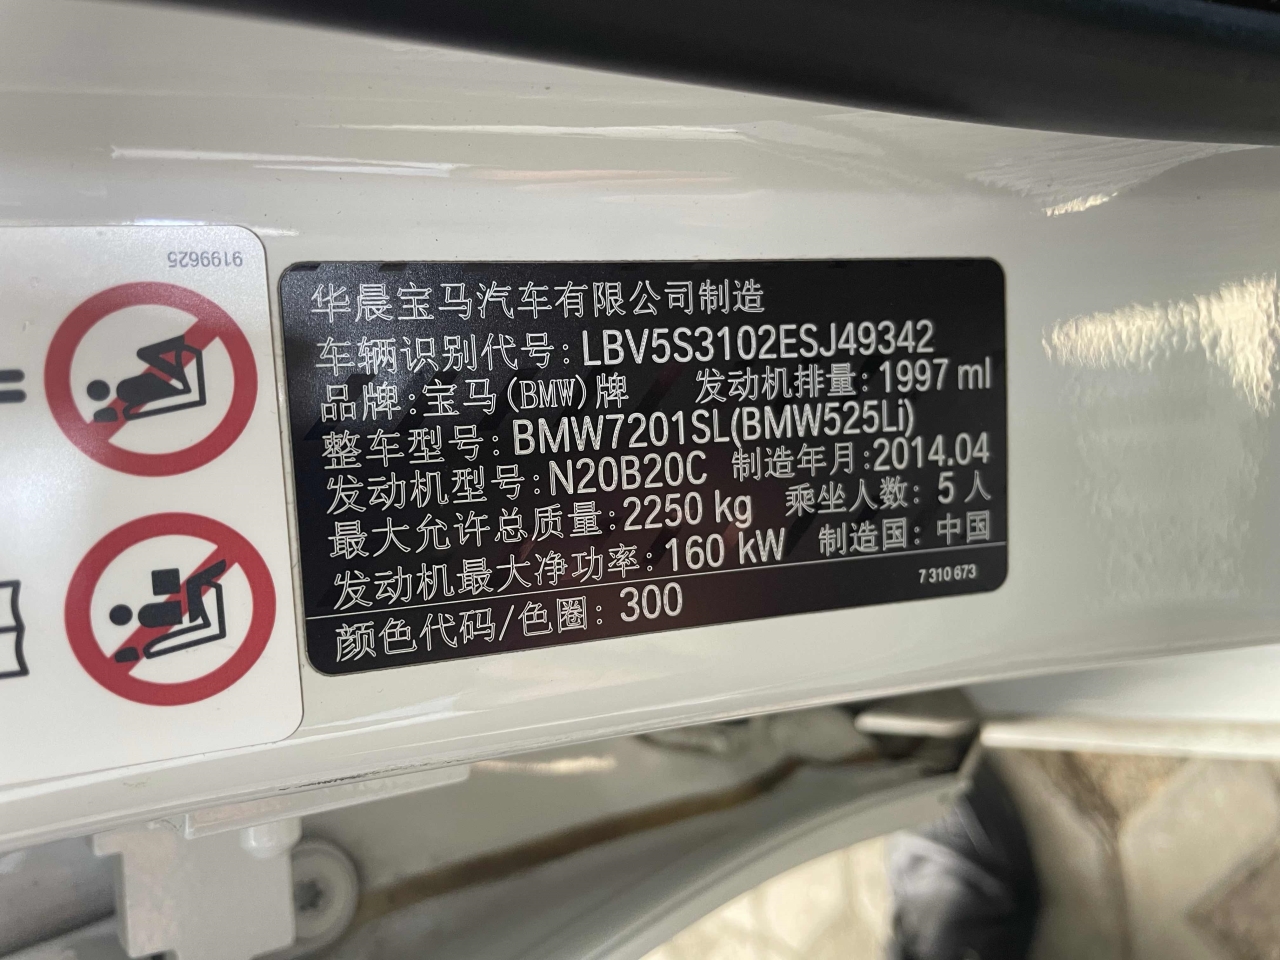 9199625
华晨宝马汽车有限公司制造
车辆识别代号: LBV5S3102ESJ49342
品牌:宝马(BMW)牌 发动机排量: 1997 ml
整车型号: BMW7201SL(BMW525Li)
发动机型号:N20B20C 制造年月:2014.04
最大允许总质量:2250 kg 乘坐人数: 5 人
发动机最大净功率: 160 kW 制造国: 中国
颜色代码/色圈: 300 7 310 673